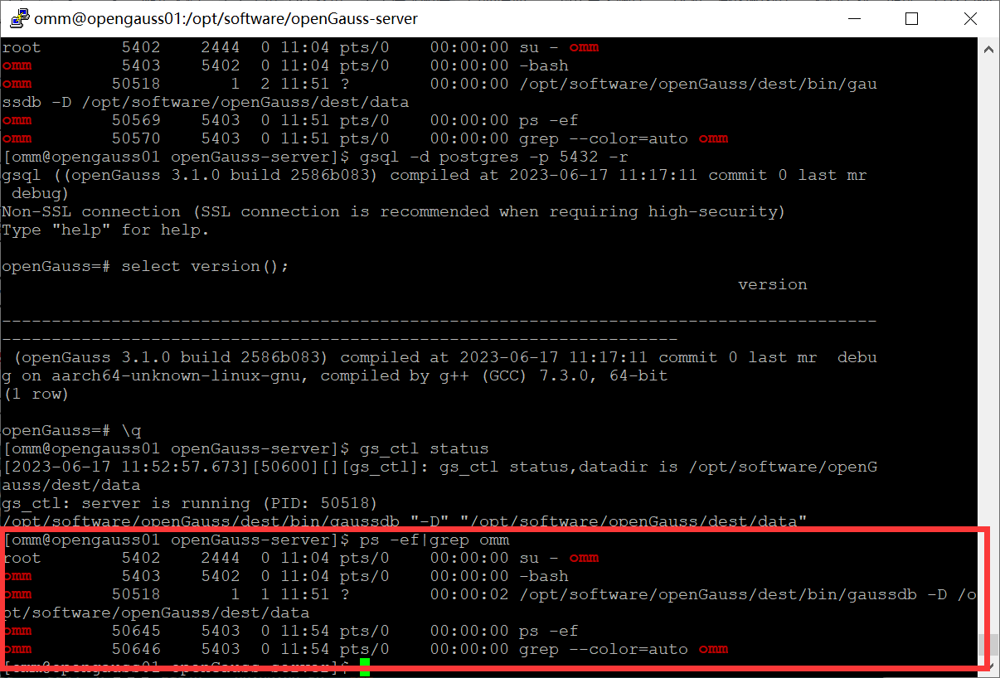 omm@opengauss01:/opt/software/openGauss-server
root 5402 2444 0 11:04 pts/0 00:00:00 su - omm
omm 5403 5402 0 11:04 pts/0 00:00:00 -bash
omm 50518 1 2 11:51 ? 00:00:00 /opt/software/openGauss/dest/bin/gau
ssdb -D /opt/software/openGauss/dest/data
omm 50569 5403 0 11:51 pts/0 00:00:00 ps -ef
omm 50570 5403 0 11:51 pts/0 00:00:00 grep --color=auto omm
[omm@opengauss01 openGauss-server]$ gsql -d postgres -p 5432 -r
gsql ((openGauss 3.1.0 build 2586b083) compiled at 2023-06-17 11:17:11 commit 0 last mr
debug)
Non-SSL connection (SSL connection is recommended when requiring high-security)
Type "help" for help.
openGauss=# select version();
version
----------------------------------------------------------------------------------------
--------------------------------------------------------------------
(openGauss 3.1.0 build 2586b083) compiled at 2023-06-17 11:17:11 commit 0 last mr  debu
g on aarch64-unknown-linux-gnu, compiled by g++ (GCC) 7.3.0, 64-bit
(1 row)
openGauss=# \q
[omm@opengauss01 openGauss-server]$ gs_ctl status
[2023-06-17 11:52:57.673][50600][][gs_ctl]: gs_ctl status,datadir is /opt/software/openG
auss/dest/data
gs_ctl: server is running (PID: 50518)
/opt/software/openGauss/dest/bin/gaussdb "-D" "/opt/software/openGauss/dest/data"
[omm@opengauss01 openGauss-server]$ ps -ef|grep omm
root 5402 2444 0 11:04 pts/0 00:00:00 su - omm
omm 5403 5402 0 11:04 pts/0 00:00:00 -bash
omm 50518 1 1 11:51 ? 00:00:02 /opt/software/openGauss/dest/bin/gaussdb -D /o
pt/software/openGauss/dest/data
omm 50645 5403 0 11:54 pts/0 00:00:00 ps -ef
omm 50646 5403 0 11:54 pts/0 00:00:00 grep --color=auto omm
[omm@opengauss01 openGauss-server]$